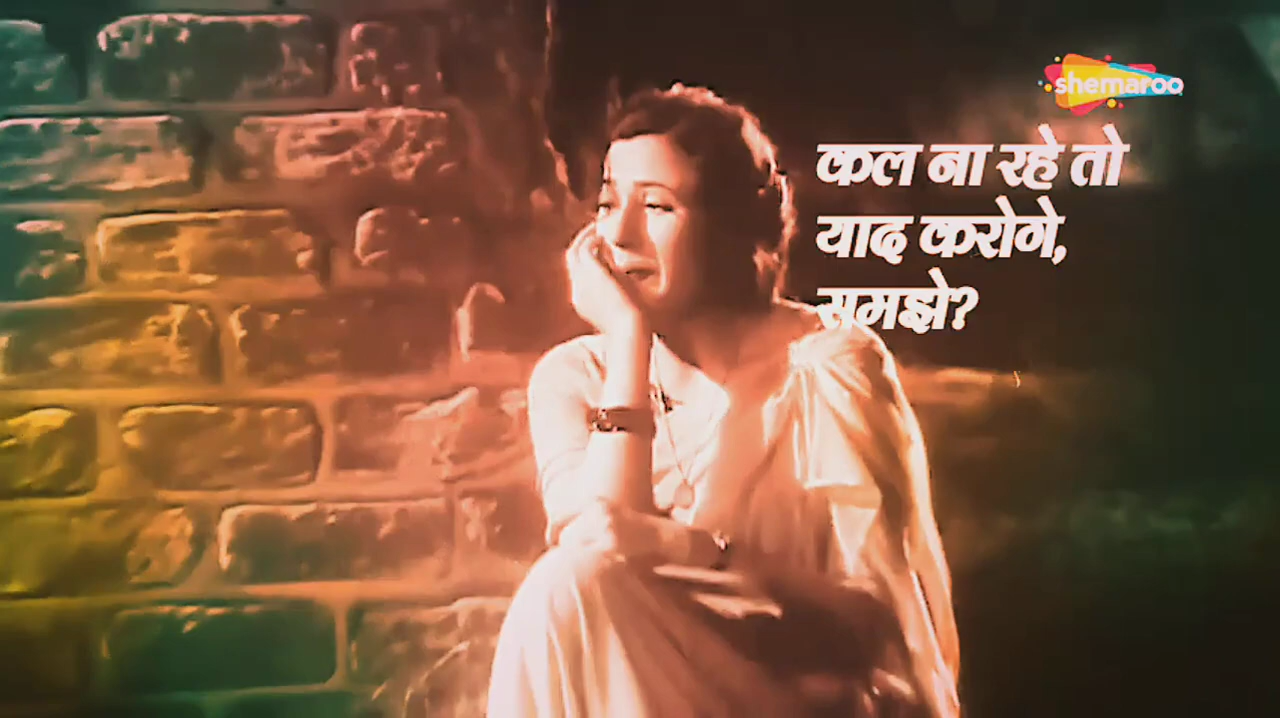 shemaroo
कल ना रहे तो
याद करोगे,
समझे?